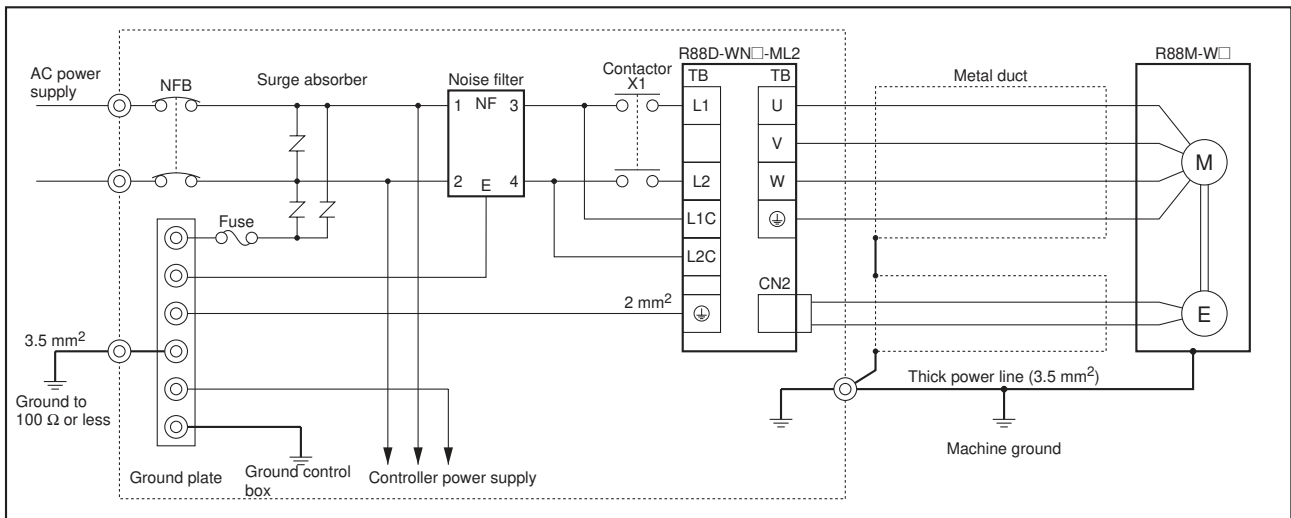 R88D-WN□-ML2
R88M-W□
AC power
supply
NFB
Surge absorber
Noise filter
Contactor
X1
TB
TB
Metal duct
1
NF
3
L1
U
V
M
2
E
4
L2
W
Fuse
L1C
L2C
CN2
2 mm²
E
3.5 mm²
Ground to
100 Ω or less
Thick power line (3.5 mm²)
Machine ground
Ground plate
Ground control
box
Controller power supply